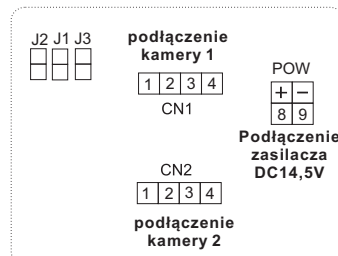 J2 J1 J3
podłączenie
kamery 1
1 2 3 4
CN1
POW
+ −
8 9
Podłączenie
zasilacza
DC14,5V
CN2
1 2 3 4
podłączenie
kamery 2